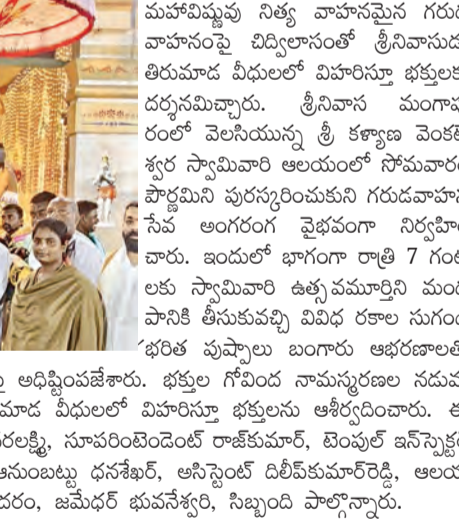 మహావిష్ణువు నిత్య వాహనమైన గరుడ
వాహనంపై చిద్విలాసంతో శ్రీనివాసుడు
తిరుమాడ వీధులలో విహరిస్తూ భక్తులకు
దర్శనమిచ్చారు. శ్రీనివాస మంగాపు
రంలో వెలసియున్న శ్రీ కళ్యాణ వెంకటే
శ్వర స్వామివారి ఆలయంలో సోమవారం
పౌర్ణమిని పురస్కరించుకుని గరుడవాహన
సేవ అంగరంగ వైభవంగా నిర్వహిం
చారు. ఇందులో భాగంగా రాత్రి 7 గంట
లకు స్వామివారి ఉత్సవమూర్తిని మండ
పానికి తీసుకువచ్చి వివిధ రకాల సుగంధ
భరిత పుష్పాలు బంగారు ఆభరణాలతో
పై అధిష్టింపజేశారు. భక్తుల గోవింద నామస్మరణల నడుమ
మాడ వీధులలో విహరిస్తూ భక్తులను ఆశీర్వదించారు. ఈ
రలక్ష్మి, సూపరింటెండెంట్ రాజ్‌కుమార్, టెంపుల్ ఇన్‌స్పెక్టర్
ఆనుంబట్టు ధనశేఖర్, అసిస్టెంట్ దిలీప్‌కుమార్‌రెడ్డి, ఆలయ
దరం, జమేధర్ భువనేశ్వరి, సిబ్బంది పాల్గొన్నారు.